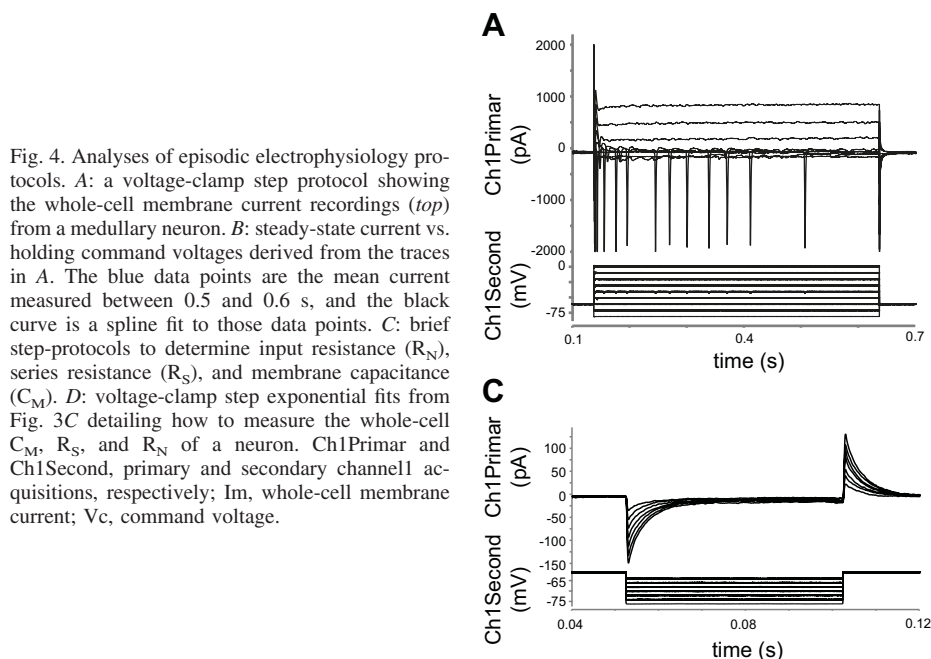 Fig. 4. Analyses of episodic electrophysiology pro-
tocols. A: a voltage-clamp step protocol showing
the whole-cell membrane current recordings (top)
from a medullary neuron. B: steady-state current vs.
holding command voltages derived from the traces
in A. The blue data points are the mean current
measured between 0.5 and 0.6 s, and the black
curve is a spline fit to those data points. C: brief
step-protocols to determine input resistance (RN),
series resistance (RS), and membrane capacitance
(CM). D: voltage-clamp step exponential fits from
Fig. 3C detailing how to measure the whole-cell
CM, RS, and RN of a neuron. Ch1Primar and
Ch1Second, primary and secondary channel1 ac-
quisitions, respectively; Im, whole-cell membrane
current; Vc, command voltage.
A
Ch1Primar
(pA)
2000
1000
0
-1000
-2000
Ch1Second
(mV)
0
-75
0.1
0.4
0.7
time (s)
C
Ch1Primar
(pA)
100
50
0
-50
-100
-150
Ch1Second
(mV)
-65
-75
0.04
0.06
0.08
0.12
time (s)